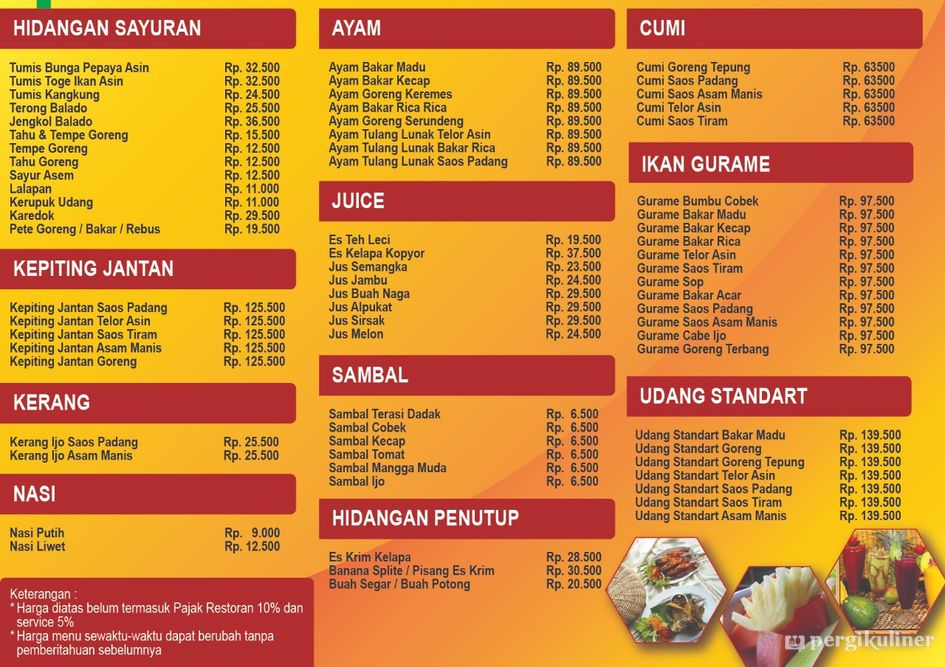 HIDANGAN SAYURAN
Tumis Bunga Pepaya Asin Rp. 32.500
Tumis Toge Ikan Asin Rp. 32.500
Tumis Kangkung Rp. 24.500
Terong Balado Rp. 25.500
Jengkol Balado Rp. 36.500
Tahu & Tempe Goreng Rp. 15.500
Tempe Goreng Rp. 12.500
Tahu Goreng Rp. 12.500
Sayur Asem Rp. 12.500
Lalapan Rp. 11.000
Kerupuk Udang Rp. 11.000
Karedok Rp. 29.500
Pete Goreng / Bakar / Rebus Rp. 19.500
KEPITING JANTAN
Kepiting Jantan Saos Padang Rp. 125.500
Kepiting Jantan Telor Asin Rp. 125.500
Kepiting Jantan Saos Tiram Rp. 125.500
Kepiting Jantan Asam Manis Rp. 125.500
Kepiting Jantan Goreng Rp. 125.500
KERANG
Kerang Ijo Saos Padang Rp. 25.500
Kerang Ijo Asam Manis Rp. 25.500
NASI
Nasi Putih Rp. 9.000
Nasi Liwet Rp. 12.500
Keterangan :
* Harga diatas belum termasuk Pajak Restoran 10% dan
service 5%
* Harga menu sewaktu-waktu dapat berubah tanpa
pemberitahuan sebelumnya
AYAM
Ayam Bakar Madu Rp. 89.500
Ayam Bakar Kecap Rp. 89.500
Ayam Goreng Keremes Rp. 89.500
Ayam Bakar Rica Rica Rp. 89.500
Ayam Goreng Serundeng Rp. 89.500
Ayam Tulang Lunak Telor Asin Rp. 89.500
Ayam Tulang Lunak Bakar Rica Rp. 89.500
Ayam Tulang Lunak Saos Padang Rp. 89.500
JUICE
Es Teh Leci Rp. 19.500
Es Kelapa Kopyor Rp. 37.500
Jus Semangka Rp. 23.500
Jus Jambu Rp. 24.500
Jus Buah Naga Rp. 29.500
Jus Alpukat Rp. 29.500
Jus Sirsak Rp. 29.500
Jus Melon Rp. 24.500
SAMBAL
Sambal Terasi Dadak Rp. 6.500
Sambal Cobek Rp. 6.500
Sambal Kecap Rp. 6.500
Sambal Tomat Rp. 6.500
Sambal Mangga Muda Rp. 6.500
Sambal Ijo Rp. 6.500
HIDANGAN PENUTUP
Es Krim Kelapa Rp. 28.500
Banana Splite / Pisang Es Krim Rp. 30.500
Buah Segar / Buah Potong Rp. 20.500
CUMI
Cumi Goreng Tepung Rp. 63500
Cumi Saos Padang Rp. 63500
Cumi Saos Asam Manis Rp. 63500
Cumi Telor Asin Rp. 63500
Cumi Saos Tiram Rp. 63500
IKAN GURAME
Gurame Bumbu Cobek Rp. 97.500
Gurame Bakar Madu Rp. 97.500
Gurame Bakar Kecap Rp. 97.500
Gurame Bakar Rica Rp. 97.500
Gurame Telor Asin Rp. 97.500
Gurame Saos Tiram Rp. 97.500
Gurame Sop Rp. 97.500
Gurame Bakar Acar Rp. 97.500
Gurame Saos Padang Rp. 97.500
Gurame Saos Asam Manis Rp. 97.500
Gurame Cabe Ijo Rp. 97.500
Gurame Goreng Terbang Rp. 97.500
UDANG STANDART
Udang Standart Bakar Madu Rp. 139.500
Udang Standart Goreng Rp. 139.500
Udang Standart Goreng Tepung Rp. 139.500
Udang Standart Telor Asin Rp. 139.500
Udang Standart Saos Padang Rp. 139.500
Udang Standart Saos Tiram Rp. 139.500
Udang Standart Asam Manis Rp. 139.500
pergikuliner